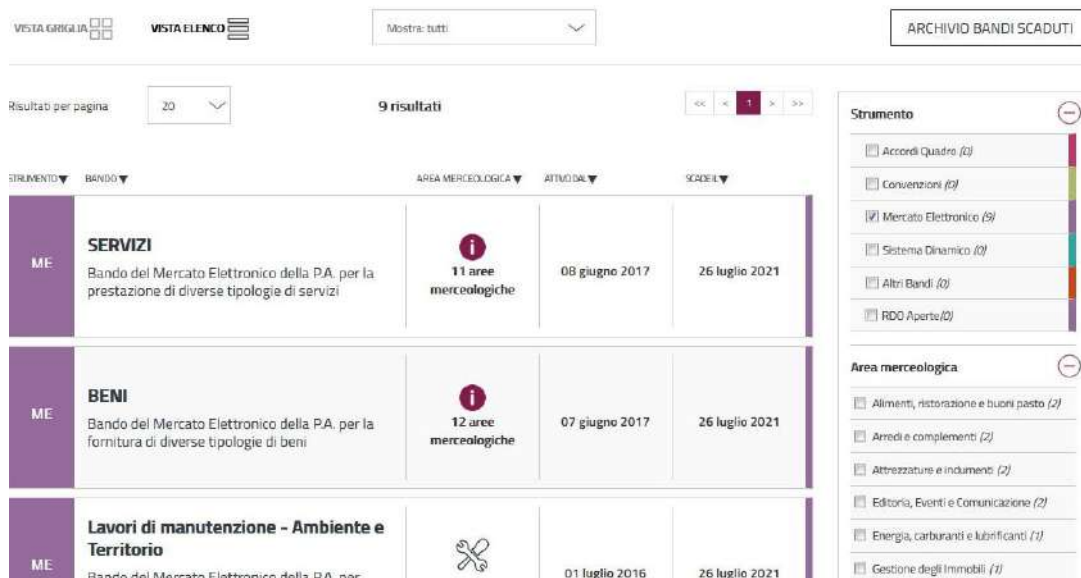 VISTA GRIGLIA
VISTA ELENCO
Mostra: tutti
ARCHIVIO BANDI SCADUTI
Risultati per pagina
20
9 risultati
<< < 1 > >>
STRUMENTO▼ BANDO▼ AREA MERCEOLOGICA▼ ATTIVO DAL▼ SCADE IL▼
ME
SERVIZI
Bando del Mercato Elettronico della P.A. per la
prestazione di diverse tipologie di servizi
i
11 aree
merceologiche
08 giugno 2017
26 luglio 2021
ME
BENI
Bando del Mercato Elettronico della P.A. per la
fornitura di diverse tipologie di beni
i
12 aree
merceologiche
07 giugno 2017
26 luglio 2021
ME
Lavori di manutenzione - Ambiente e
Territorio
Bando del Mercato Elettronico della P.A. per
01 luglio 2016
26 luglio 2021
Strumento
Accordi Quadro (0)
Convenzioni (0)
Mercato Elettronico (9)
Sistema Dinamico (0)
Altri Bandi (0)
RDO Aperte(0)
Area merceologica
Alimenti, ristorazione e buoni pasto (2)
Arredi e complementi (2)
Attrezzature e indumenti (2)
Editoria, Eventi e Comunicazione (2)
Energia, carburanti e lubrificanti (1)
Gestione degli Immobili (1)